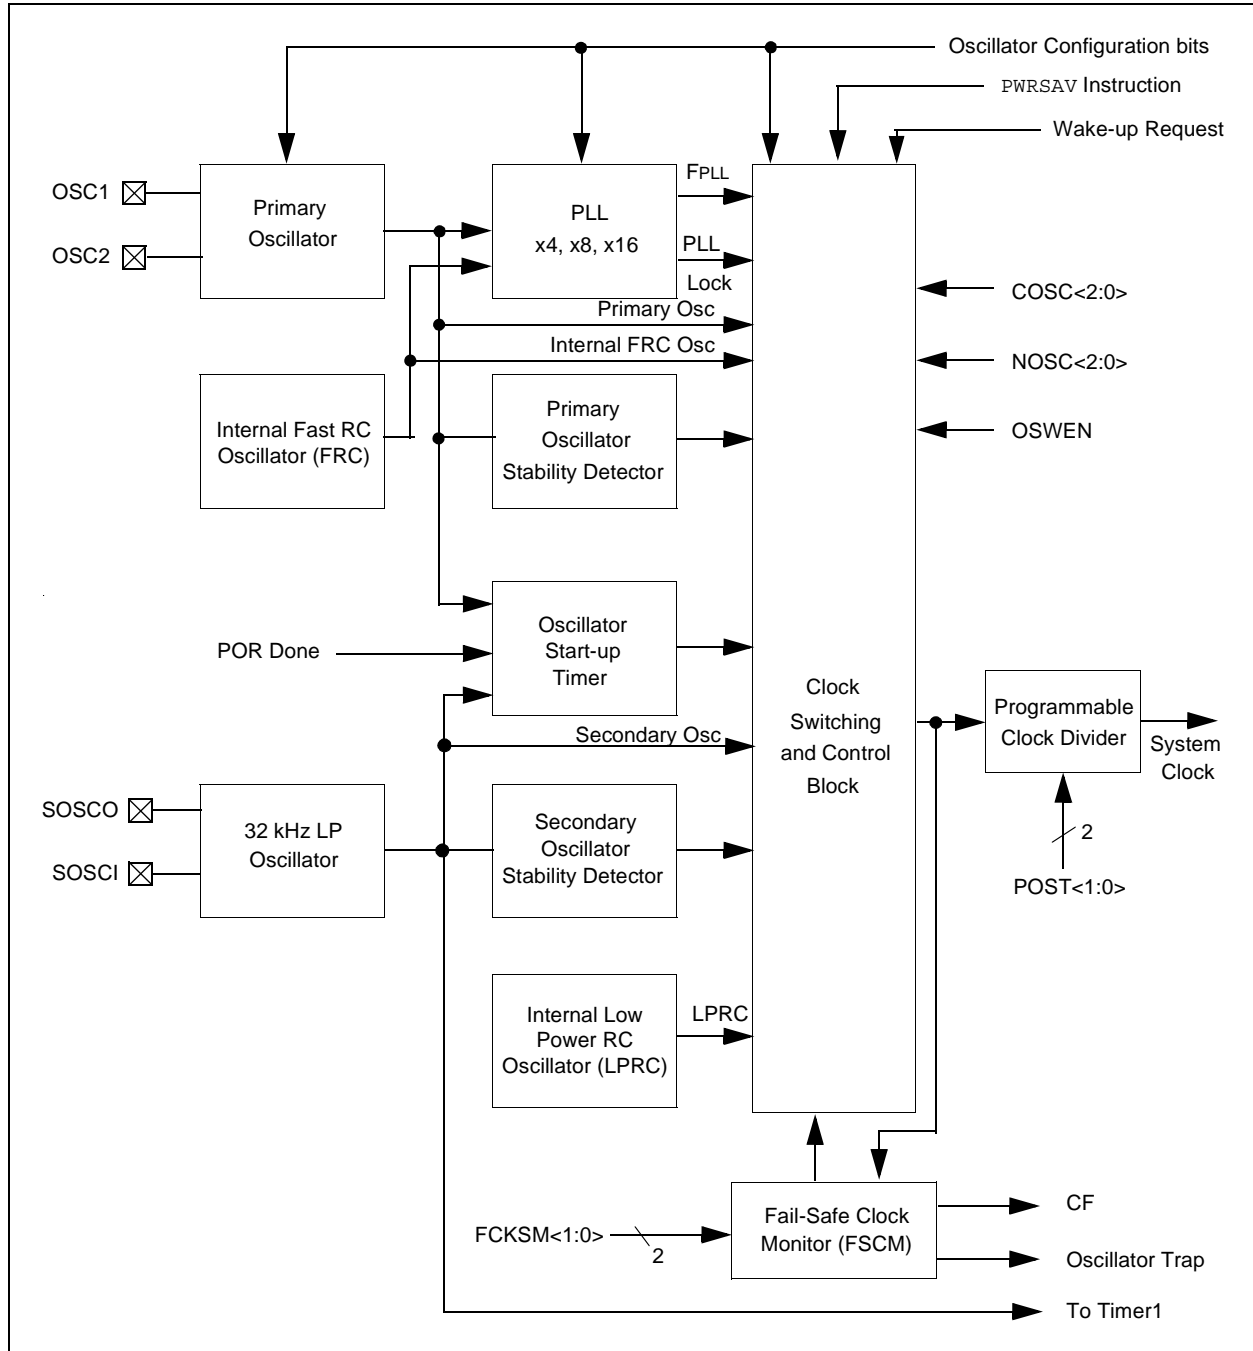 Oscillator Configuration bits
PWRSAV Instruction
Wake-up Request
OSC1
OSC2
Primary
Oscillator
PLL
x4, x8, x16
FPLL
PLL
Lock
Primary Osc
Internal FRC Osc
COSC<2:0>
NOSC<2:0>
OSWEN
Internal Fast RC
Oscillator (FRC)
Primary
Oscillator
Stability Detector
POR Done
Oscillator
Start-up
Timer
Secondary Osc
Clock
Switching
and Control
Block
Programmable
Clock Divider
System
Clock
2
POST<1:0>
SOSCO
SOSCI
32 kHz LP
Oscillator
Secondary
Oscillator
Stability Detector
Internal Low
Power RC
Oscillator (LPRC)
LPRC
FCKSM<1:0>
2
Fail-Safe Clock
Monitor (FSCM)
CF
Oscillator Trap
To Timer1